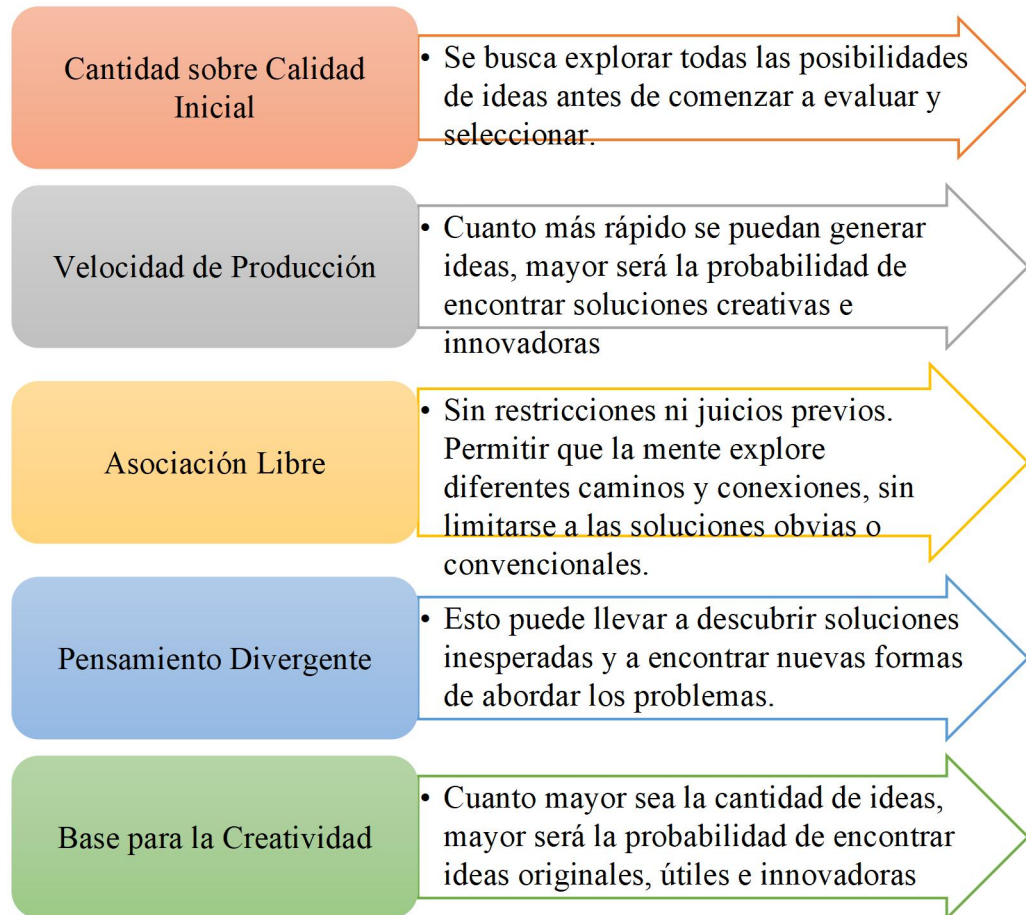 Cantidad sobre Calidad
Inicial
• Se busca explorar todas las posibilidades
de ideas antes de comenzar a evaluar y
seleccionar.
Velocidad de Producción
• Cuanto más rápido se puedan generar
ideas, mayor será la probabilidad de
encontrar soluciones creativas e
innovadoras
Asociación Libre
• Sin restricciones ni juicios previos.
Permitir que la mente explore
diferentes caminos y conexiones, sin
limitarse a las soluciones obvias o
convencionales.
Pensamiento Divergente
• Esto puede llevar a descubrir soluciones
inesperadas y a encontrar nuevas formas
de abordar los problemas.
Base para la Creatividad
• Cuanto mayor sea la cantidad de ideas,
mayor será la probabilidad de encontrar
ideas originales, útiles e innovadoras